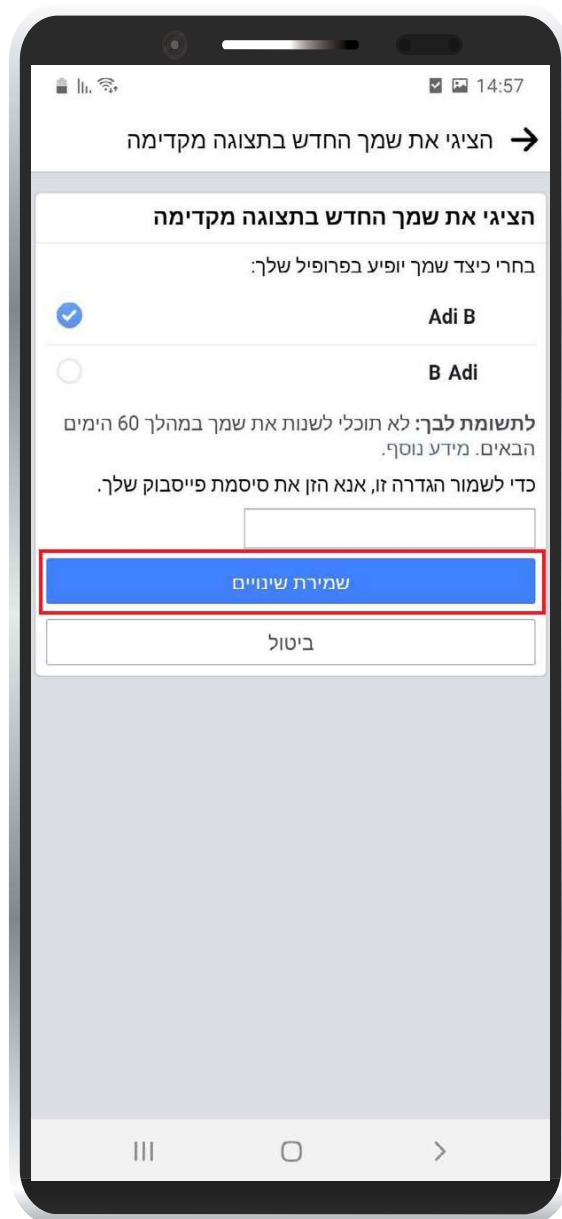 14:57
הציגי את שמך החדש בתצוגה מקדימה
הציגי את שמך החדש בתצוגה מקדימה
בחרי כיצד שמך יופיע בפרופיל שלך:
Adi B
B Adi
לתשומת לבך: לא תוכלי לשנות את שמך במהלך 60 הימים
הבאים. מידע נוסף.
כדי לשמור הגדרה זו, אנא הזן את סיסמת פייסבוק שלך.
שמירת שינויים
ביטול